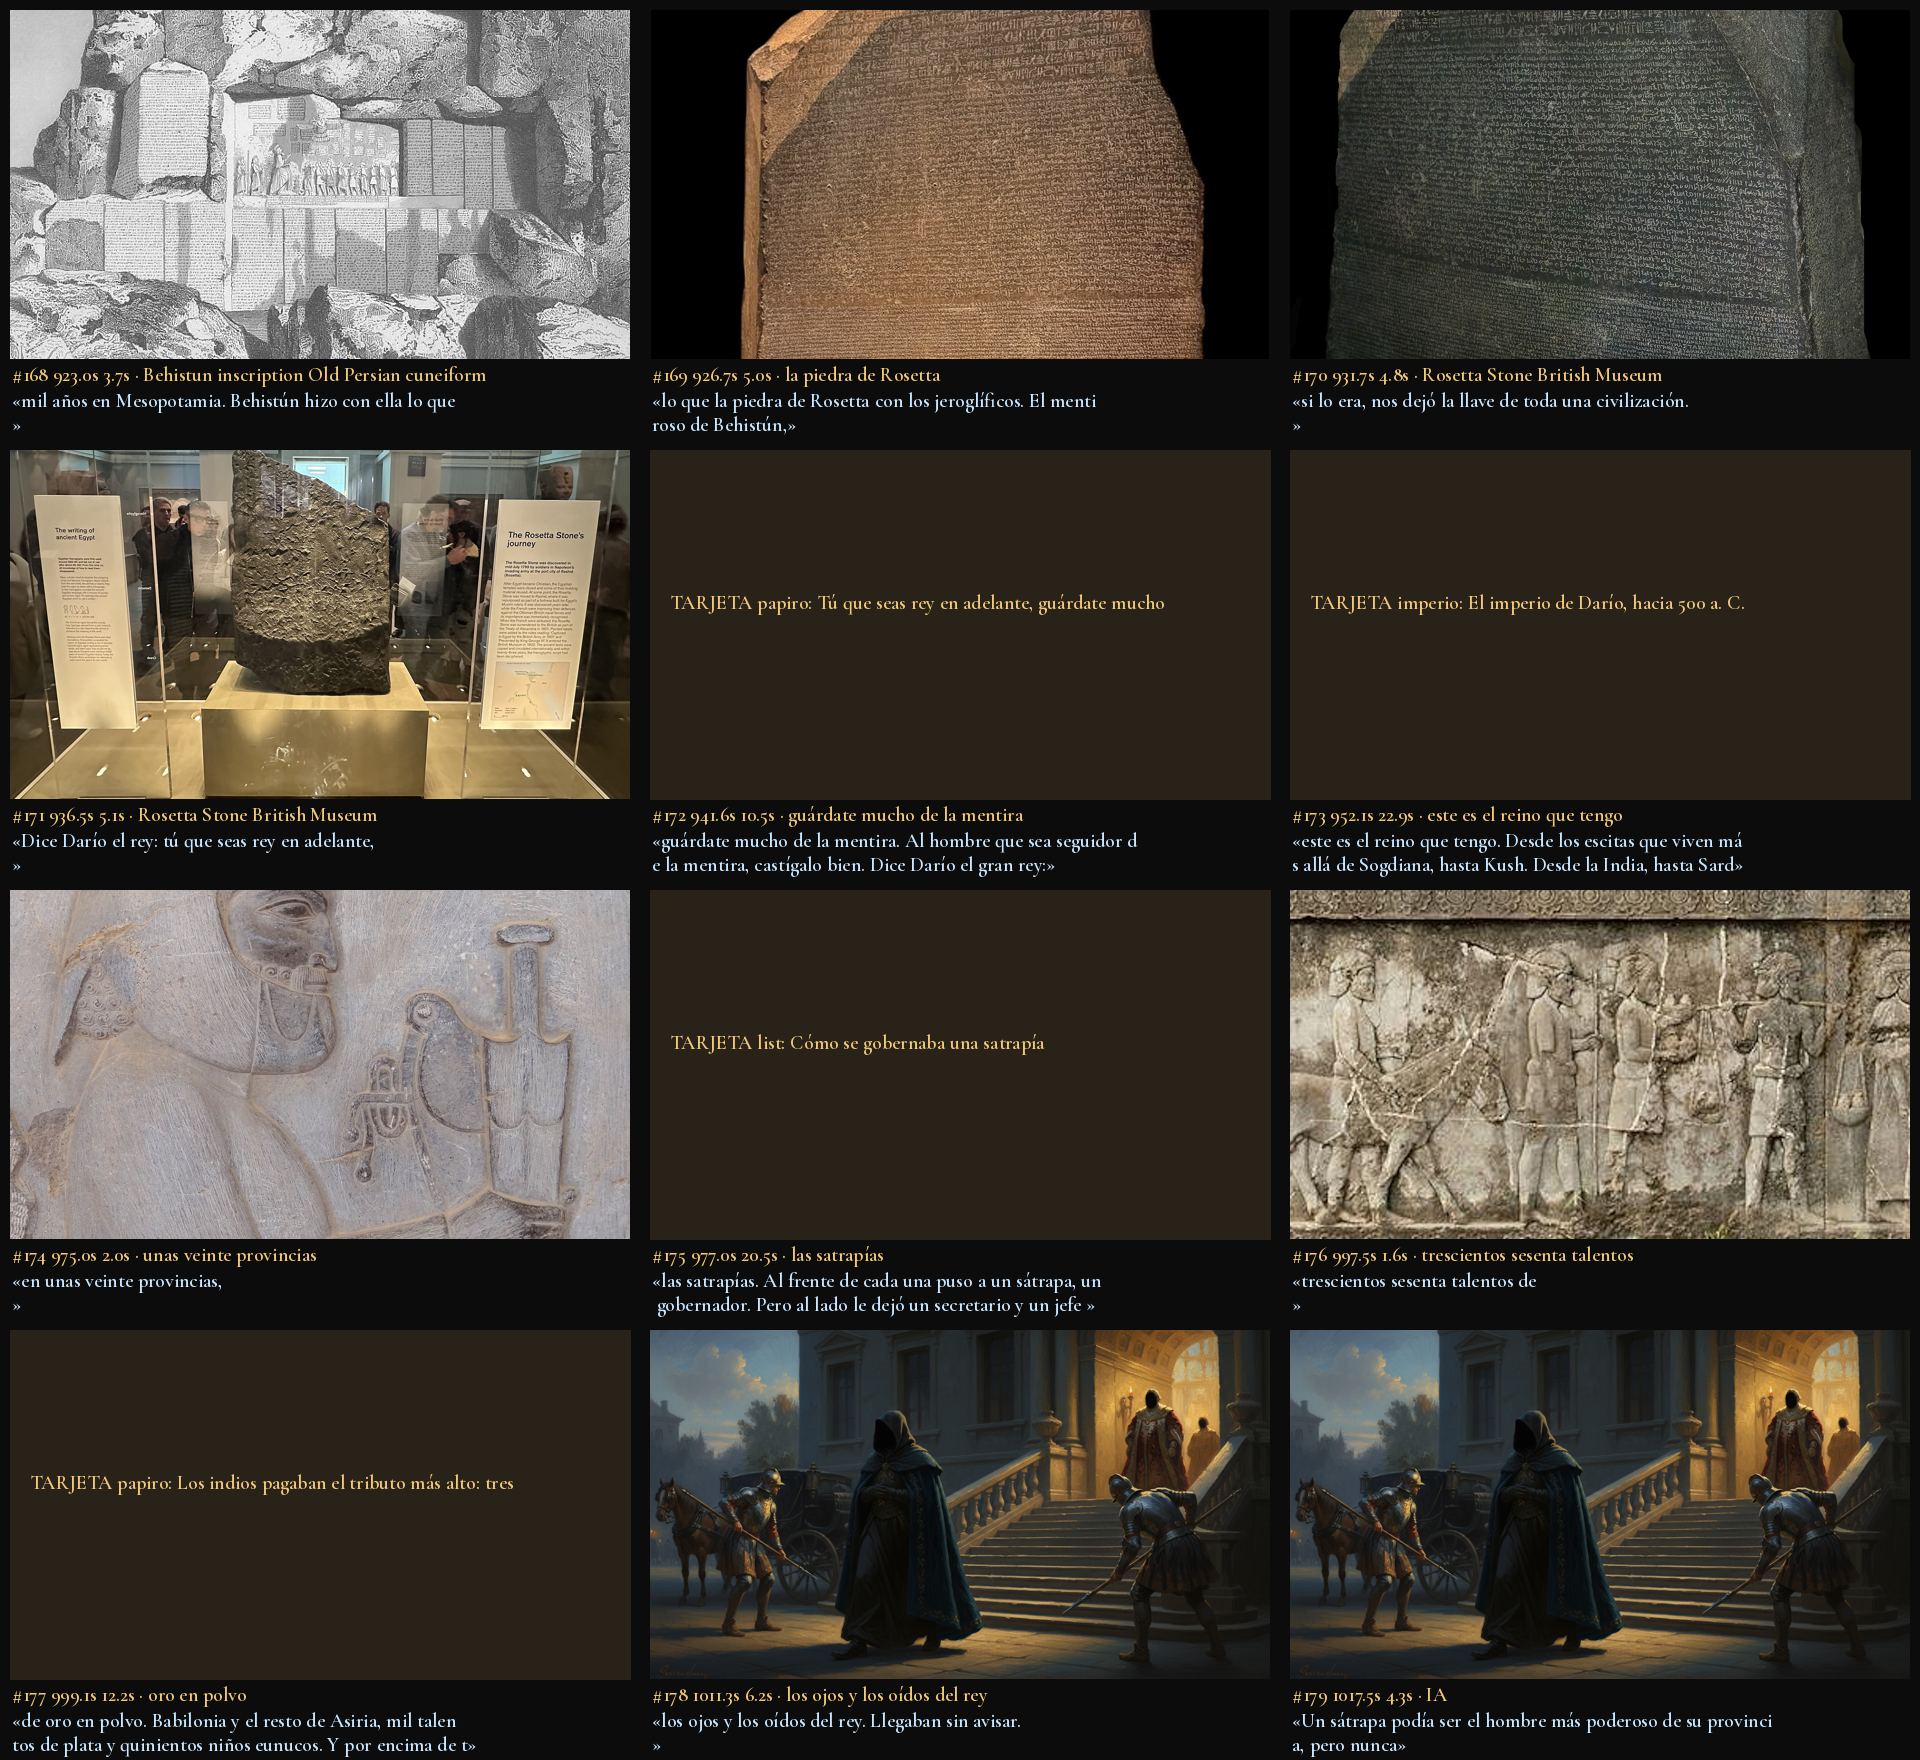 #168 923.0s 3.7s · Behistun inscription Old Persian cuneiform
«mil años en Mesopotamia. Behistún hizo con ella lo que
»
#169 926.7s 5.0s · la piedra de Rosetta
«lo que la piedra de Rosetta con los jeroglíficos. El menti
roso de Behistún,»
#170 931.7s 4.8s · Rosetta Stone British Museum
«si lo era, nos dejó la llave de toda una civilización.
»
The writing of
ancient Egypt
The Rosetta Stone's
journey
#171 936.5s 5.1s · Rosetta Stone British Museum
«Dice Darío el rey: tú que seas rey en adelante,
»
TARJETA papiro: Tú que seas rey en adelante, guárdate mucho
#172 941.6s 10.5s · guárdate mucho de la mentira
«guárdate mucho de la mentira. Al hombre que sea seguidor d
e la mentira, castígalo bien. Dice Darío el gran rey:»
TARJETA imperio: El imperio de Darío, hacia 500 a. C.
#173 952.1s 22.9s · este es el reino que tengo
«este es el reino que tengo. Desde los escitas que viven má
s allá de Sogdiana, hasta Kush. Desde la India, hasta Sard»
#174 975.0s 2.0s · unas veinte provincias
«en unas veinte provincias,
»
TARJETA list: Cómo se gobernaba una satrapía
#175 977.0s 20.5s · las satrapías
«las satrapías. Al frente de cada una puso a un sátrapa, un
gobernador. Pero al lado le dejó un secretario y un jefe »
#176 997.5s 1.6s · trescientos sesenta talentos
«trescientos sesenta talentos de
»
TARJETA papiro: Los indios pagaban el tributo más alto: tres
#177 999.1s 12.2s · oro en polvo
«de oro en polvo. Babilonia y el resto de Asiria, mil talen
tos de plata y quinientos niños eunucos. Y por encima de t»
#178 1011.3s 6.2s · los ojos y los oídos del rey
«los ojos y los oídos del rey. Llegaban sin avisar.
»
#179 1017.5s 4.3s · IA
«Un sátrapa podía ser el hombre más poderoso de su provinci
a, pero nunca»